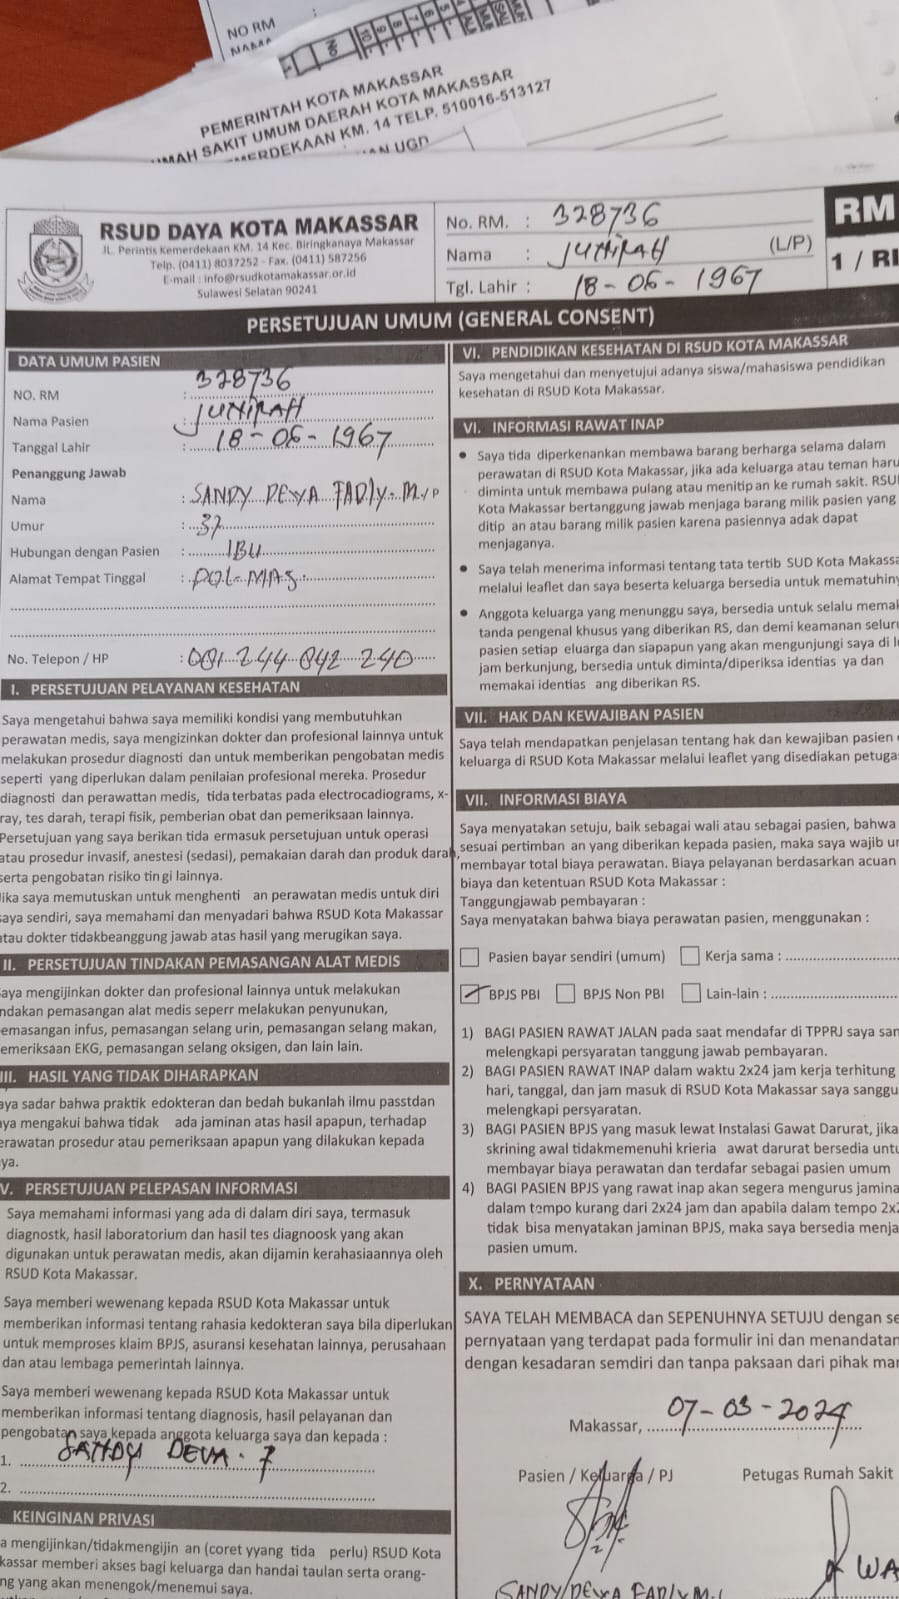 NO RM :
NAMA
No
10. 9. 8. 7. 6. 5.
PEMERINTAH KOTA MAKASSAR
UMAH SAKIT UMUM DAERAH KOTA MAKASSAR
MERDEKAAN KM. 14 TELP. 510016-513127
UGD
RSUD DAYA KOTA MAKASSAR
JL. Perintis Kemerdekaan KM. 14 Kec. Biringkanaya Makassar
Telp. (0411) 8037252 - Fax. (0411) 587256
E-mail : info@rsudkotamakassar.or.id
Sulawesi Selatan 90241
No. RM. : 328736
Nama : JUNIRAH (L/P)
Tgl. Lahir : 18-06-1967
RM
1 / RI
PERSETUJUAN UMUM (GENERAL CONSENT)
DATA UMUM PASIEN
NO. RM : 328736
Nama Pasien : JUNIRAH
Tanggal Lahir : 18-06-1967
Penanggung Jawab
Nama : SANDY DEWA FADLY. M.P
Umur : 37
Hubungan dengan Pasien : IBU
Alamat Tempat Tinggal : POL-MAS
No. Telepon / HP : 081 244 042 240
I. PERSETUJUAN PELAYANAN KESEHATAN
Saya mengetahui bahwa saya memiliki kondisi yang membutuhkan
perawatan medis, saya mengizinkan dokter dan profesional lainnya untuk
melakukan prosedur diagnosti dan untuk memberikan pengobatan medis
seperti yang diperlukan dalam penilaian profesional mereka. Prosedur
diagnosti dan perawattan medis, tida terbatas pada electrocadiograms, x-
ray, tes darah, terapi fisik, pemberian obat dan pemeriksaan lainnya.
Persetujuan yang saya berikan tida ermasuk persetujuan untuk operasi
atau prosedur invasif, anestesi (sedasi), pemakaian darah dan produk darah,
serta pengobatan risiko tin gi lainnya.
Jika saya memutuskan untuk menghenti an perawatan medis untuk diri
saya sendiri, saya memahami dan menyadari bahwa RSUD Kota Makassar
atau dokter tidakbeanggung jawab atas hasil yang merugikan saya.
II. PERSETUJUAN TINDAKAN PEMASANGAN ALAT MEDIS
Saya mengijinkan dokter dan profesional lainnya untuk melakukan
ndakan pemasangan alat medis seperr melakukan penyunukan,
emasangan infus, pemasangan selang urin, pemasangan selang makan,
emeriksaan EKG, pemasangan selang oksigen, dan lain lain.
III. HASIL YANG TIDAK DIHARAPKAN
aya sadar bahwa praktik edokteran dan bedah bukanlah ilmu passtdan
aya mengakui bahwa tidak ada jaminan atas hasil apapun, terhadap
erawatan prosedur atau pemeriksaan apapun yang dilakukan kepada
ya.
V. PERSETUJUAN PELEPASAN INFORMASI
Saya memahami informasi yang ada di dalam diri saya, termasuk
diagnostk, hasil laboratorium dan hasil tes diagnoosk yang akan
digunakan untuk perawatan medis, akan dijamin kerahasiaannya oleh
RSUD Kota Makassar.
Saya memberi wewenang kepada RSUD Kota Makassar untuk
memberikan informasi tentang rahasia kedokteran saya bila diperlukan
untuk memproses klaim BPJS, asuransi kesehatan lainnya, perusahaan
dan atau lembaga pemerintah lainnya.
Saya memberi wewenang kepada RSUD Kota Makassar untuk
memberikan informasi tentang diagnosis, hasil pelayanan dan
pengobatan saya kepada anggota keluarga saya dan kepada :
1. SANDY DEWA . F
2.
KEINGINAN PRIVASI
a mengijinkan/tidakmengijin an (coret yyang tida perlu) RSUD Kota
kassar memberi akses bagi keluarga dan handai taulan serta orang-
ng yang akan menengok/menemui saya.
VI. PENDIDIKAN KESEHATAN DI RSUD KOTA MAKASSAR
Saya mengetahui dan menyetujui adanya siswa/mahasiswa pendidikan
kesehatan di RSUD Kota Makassar.
VI. INFORMASI RAWAT INAP
• Saya tida diperkenankan membawa barang berharga selama dalam
perawatan di RSUD Kota Makassar, jika ada keluarga atau teman haru
diminta untuk membawa pulang atau menitip an ke rumah sakit. RSU
Kota Makassar bertanggung jawab menjaga barang milik pasien yang
ditip an atau barang milik pasien karena pasiennya adak dapat
menjaganya.
• Saya telah menerima informasi tentang tata tertib SUD Kota Makassa
melalui leaflet dan saya beserta keluarga bersedia untuk mematuhiny
• Anggota keluarga yang menunggu saya, bersedia untuk selalu memak
tanda pengenal khusus yang diberikan RS, dan demi keamanan seluru
pasien setiap eluarga dan siapapun yang akan mengunjungi saya di lu
jam berkunjung, bersedia untuk diminta/diperiksa identias ya dan
memakai identias ang diberikan RS.
VII. HAK DAN KEWAJIBAN PASIEN
Saya telah mendapatkan penjelasan tentang hak dan kewajiban pasien
keluarga di RSUD Kota Makassar melalui leaflet yang disediakan petuga
VII. INFORMASI BIAYA
Saya menyatakan setuju, baik sebagai wali atau sebagai pasien, bahwa
sesuai pertimban an yang diberikan kepada pasien, maka saya wajib un
membayar total biaya perawatan. Biaya pelayanan berdasarkan acuan
biaya dan ketentuan RSUD Kota Makassar :
Tanggungjawab pembayaran :
Saya menyatakan bahwa biaya perawatan pasien, menggunakan :
Pasien bayar sendiri (umum) Kerja sama :
BPJS PBI BPJS Non PBI Lain-lain :
1) BAGI PASIEN RAWAT JALAN pada saat mendafar di TPPRJ saya san
melengkapi persyaratan tanggung jawab pembayaran.
2) BAGI PASIEN RAWAT INAP dalam waktu 2x24 jam kerja terhitung
hari, tanggal, dan jam masuk di RSUD Kota Makassar saya sanggu
melengkapi persyaratan.
3) BAGI PASIEN BPJS yang masuk lewat Instalasi Gawat Darurat, jika
skrining awal tidakmemenuhi krieria awat darurat bersedia untu
membayar biaya perawatan dan terdafar sebagai pasien umum
4) BAGI PASIEN BPJS yang rawat inap akan segera mengurus jamina
dalam tempo kurang dari 2x24 jam dan apabila dalam tempo 2x2
tidak bisa menyatakan jaminan BPJS, maka saya bersedia menja
pasien umum.
X. PERNYATAAN
SAYA TELAH MEMBACA dan SEPENUHNYA SETUJU dengan se
pernyataan yang terdapat pada formulir ini dan menandatan
dengan kesadaran semdiri dan tanpa paksaan dari pihak man
Makassar, 07-03-2024
Pasien / Keluarga / PJ Petugas Rumah Sakit
SANDY DEWA FADLY M. WA